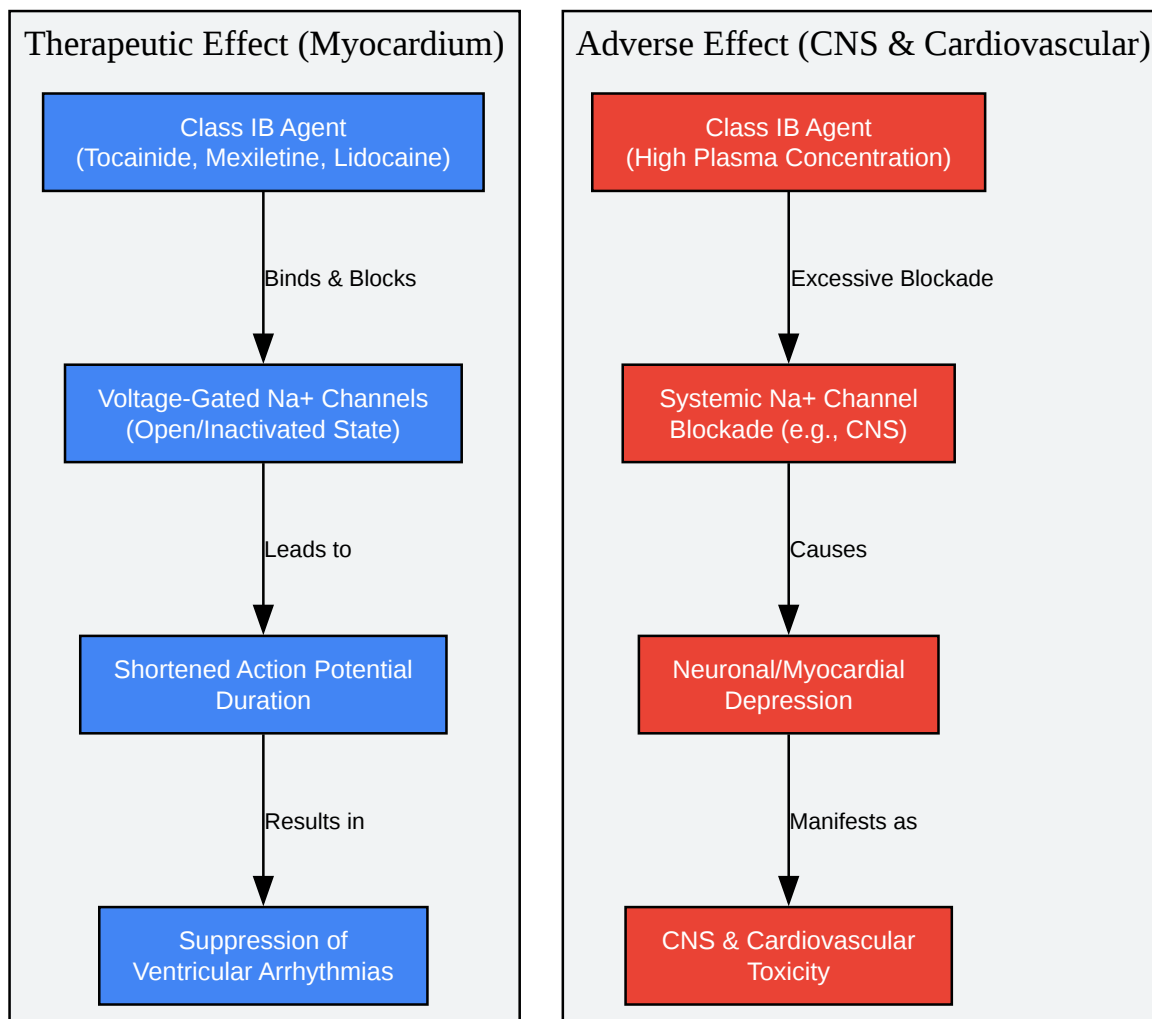 Therapeutic Effect (Myocardium)
Class IB Agent
(Tocainide, Mexiletine, Lidocaine)
Binds & Blocks
Voltage-Gated Na+ Channels
(Open/Inactivated State)
Leads to
Shortened Action Potential
Duration
Results in
Suppression of
Ventricular Arrhythmias
Adverse Effect (CNS & Cardiovascular)
Class IB Agent
(High Plasma Concentration)
Excessive Blockade
Systemic Na+ Channel
Blockade (e.g., CNS)
Causes
Neuronal/Myocardial
Depression
Manifests as
CNS & Cardiovascular
Toxicity